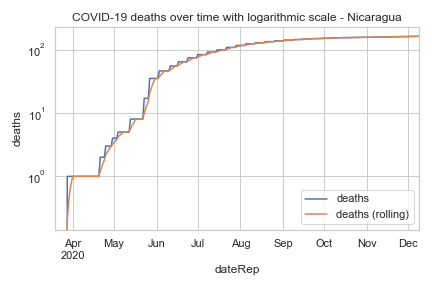 COVID-19 deaths over time with logarithmic scale - Nicaragua
deaths
10²
10¹
10⁰
deaths
deaths (rolling)
Apr May Jun Jul Aug Sep Oct Nov Dec
2020
dateRep